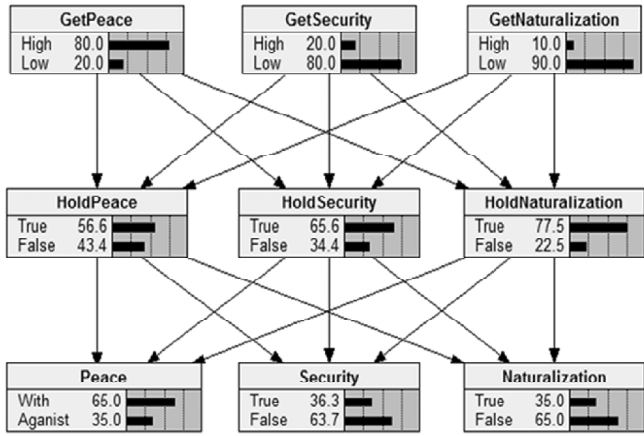 GetPeace
High 80.0
Low 20.0
GetSecurity
High 20.0
Low 80.0
GetNaturalization
High 10.0
Low 90.0
HoldPeace
True 56.6
False 43.4
HoldSecurity
True 65.6
False 34.4
HoldNaturalization
True 77.5
False 22.5
Peace
With 65.0
Aganist 35.0
Security
True 36.3
False 63.7
Naturalization
True 35.0
False 65.0